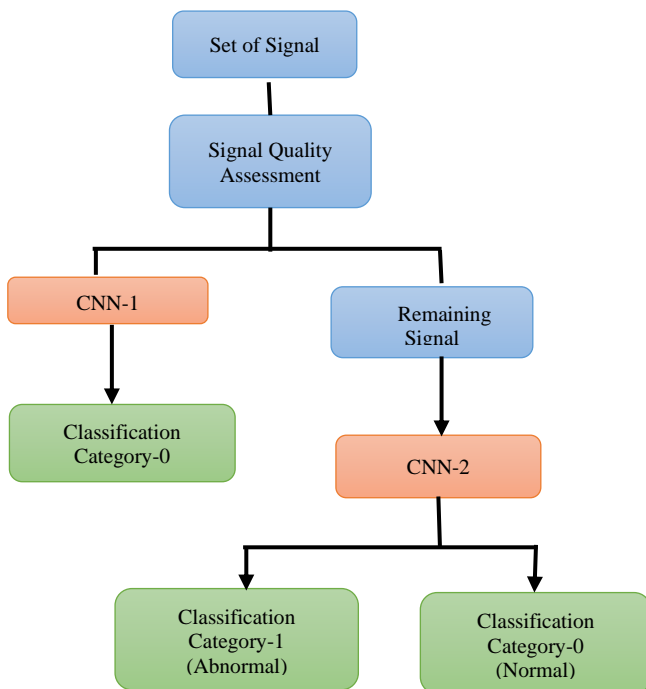 Set of Signal
Signal Quality
Assessment
CNN-1
Remaining
Signal
Classification
Category-0
CNN-2
Classification
Category-1
(Abnormal)
Classification
Category-0
(Normal)